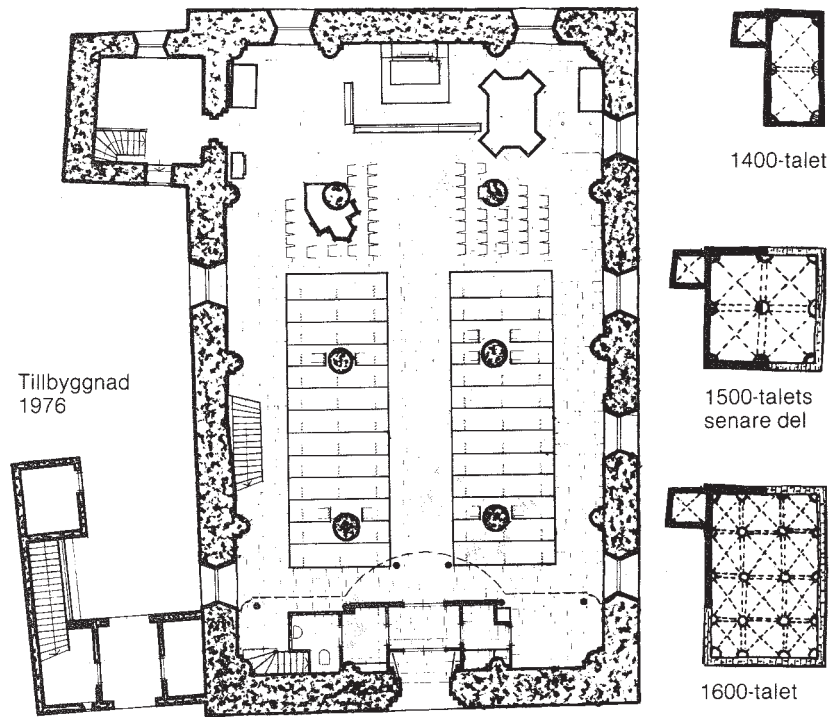 1400-talet
Tillbyggnad
1976
1500-talets
senare del
1600-talet